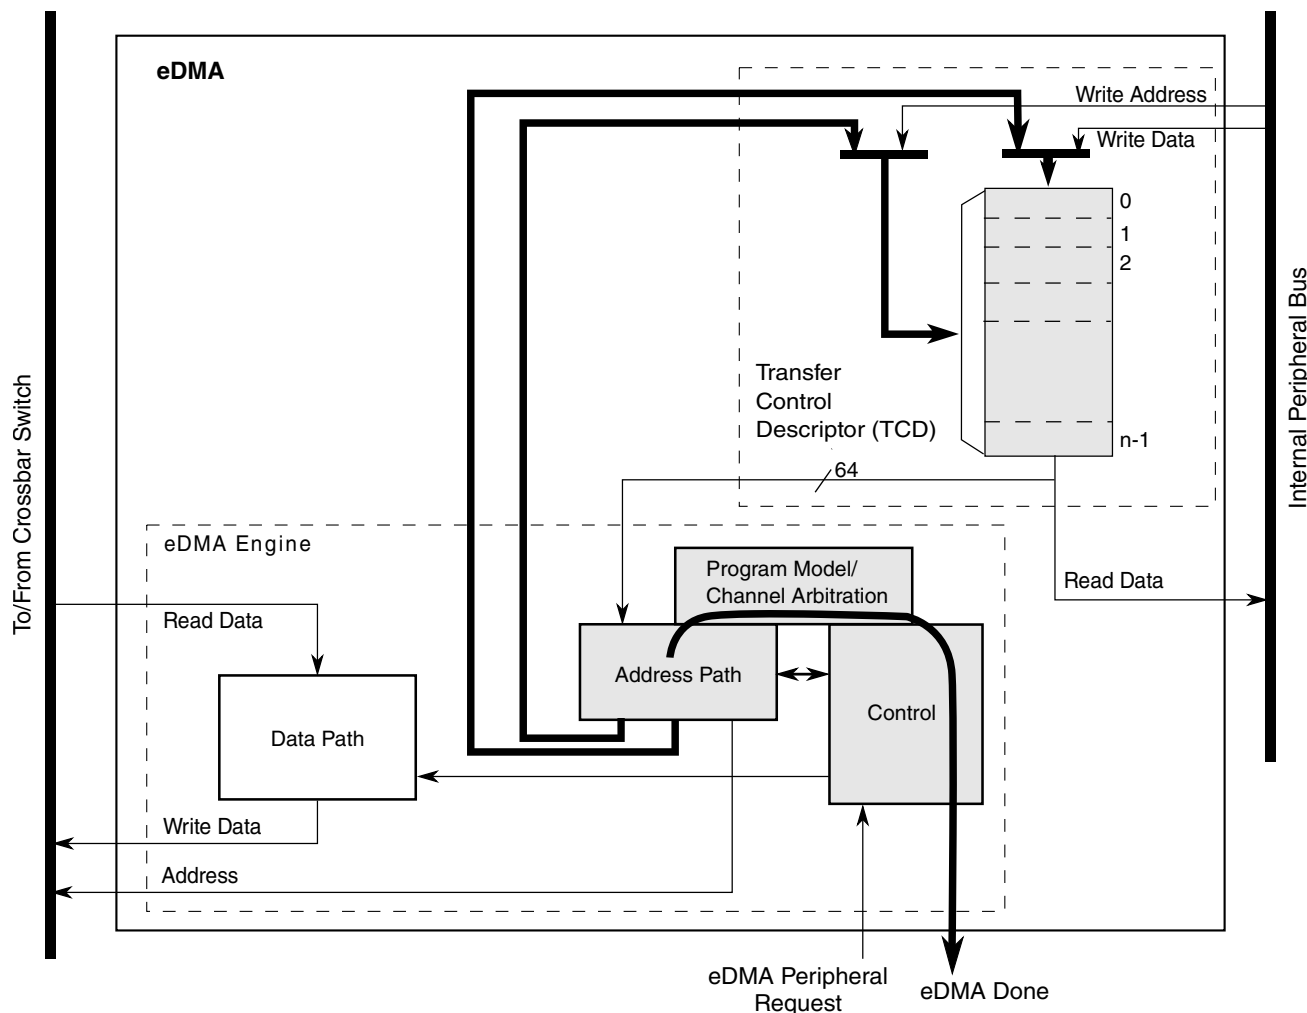 eDMA
Write Address
Write Data
0
1
2
n-1
Transfer
Control
Descriptor (TCD)
64
To/From Crossbar Switch
Internal Peripheral Bus
eDMA Engine
Program Model/
Channel Arbitration
Read Data
Read Data
Address Path
Control
Data Path
Write Data
Address
eDMA Peripheral
Request
eDMA Done